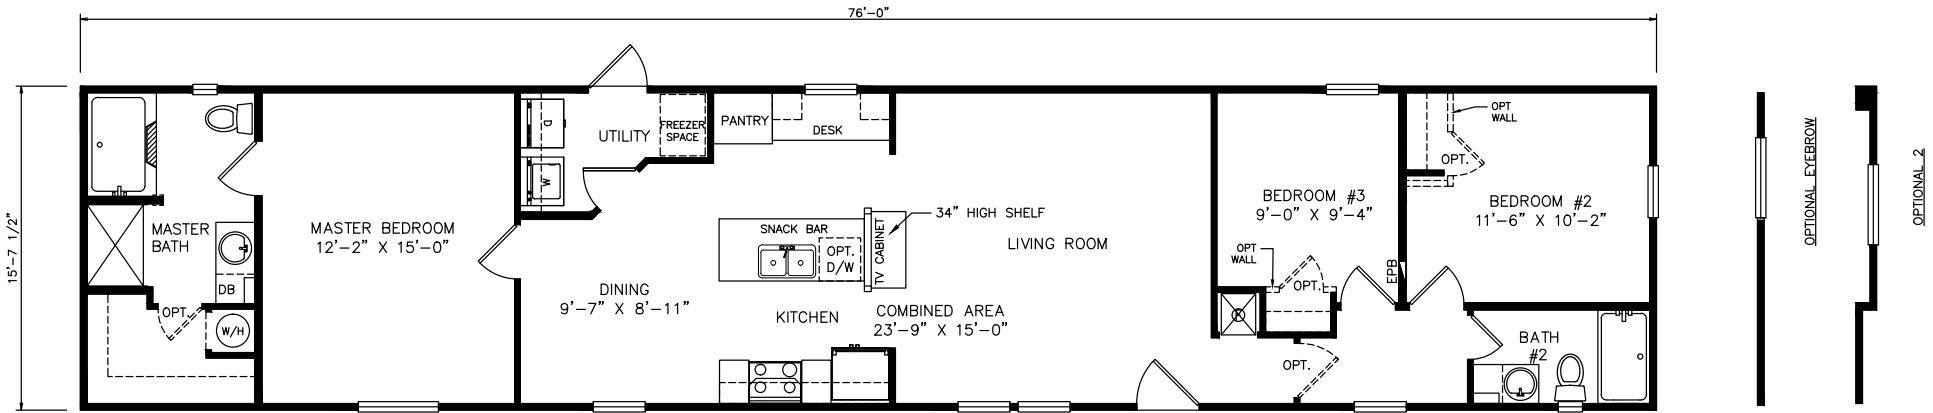 76'-0"
15'-7 1/2"
MASTER
BATH
DB
OPT.
W/H
MASTER BEDROOM
12'-2" X 15'-0"
D
W
UTILITY
FREEZER
SPACE
PANTRY
DESK
DINING
9'-7" X 8'-11"
SNACK BAR
OPT.
D/W
TV CABINET
34" HIGH SHELF
KITCHEN
COMBINED AREA
23'-9" X 15'-0"
LIVING ROOM
BEDROOM #3
9'-0" X 9'-4"
OPT
WALL
OPT.
OPT.
EPB
OPT
WALL
OPT.
BEDROOM #2
11'-6" X 10'-2"
BATH
#2
OPTIONAL EYEBROW
OPTIONAL 2